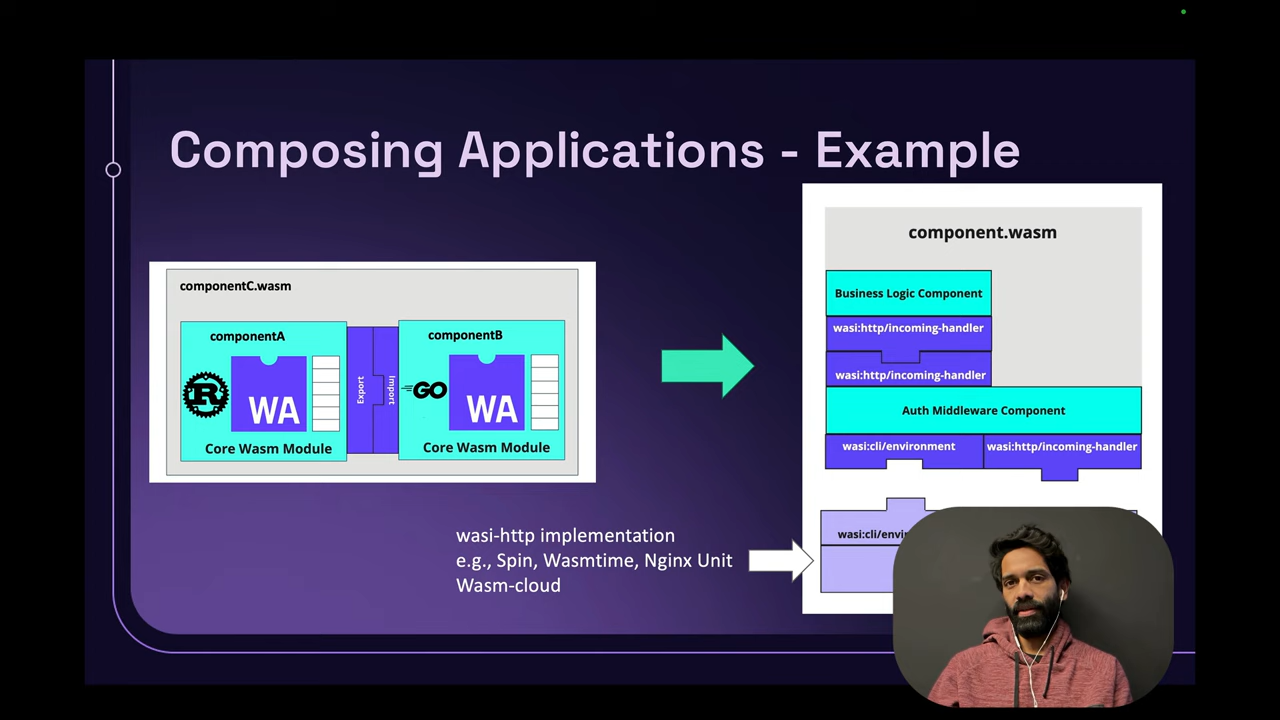 Composing Applications - Example
componentC.wasm
componentA
WA
Core Wasm Module
Export
Import
componentB
GO
WA
Core Wasm Module
component.wasm
Business Logic Component
wasi:http/incoming-handler
wasi:http/incoming-handler
Auth Middleware Component
wasi:cli/environment
wasi:http/incoming-handler
wasi-http implementation
e.g., Spin, Wasmtime, Nginx Unit
Wasm-cloud